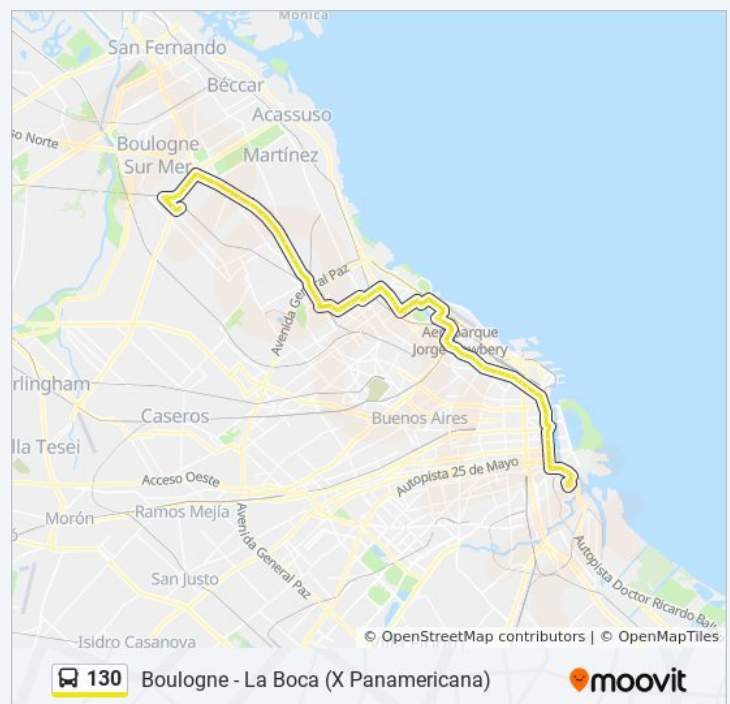 Mónica
San Fernando
Béccar
Acassuso
so Norte
Boulogne
Sur Mer
Martínez
Avenida General Paz
Aeroparque
Jorge Newbery
rlingham
Caseros
Buenos Aires
lla Tesei
Acceso Oeste
Autopista 25 de Mayo
Ramos Mejía
Morón
Avenida General Paz
San Justo
Autopista Doctor Ricardo Balb
Isidro Casanova
© OpenStreetMap contributors | © OpenMapTiles
130 Boulogne - La Boca (X Panamericana)
moovit